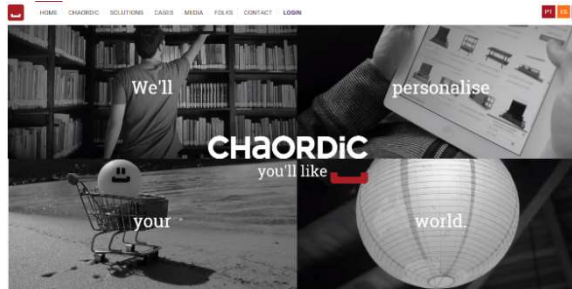 HOME CHAORDIC SOLUTIONS CASES MEDIA FOLKS CONTACT LOGIN PT ES
We'll personalise
CHaORDiC
you'll like
your world.